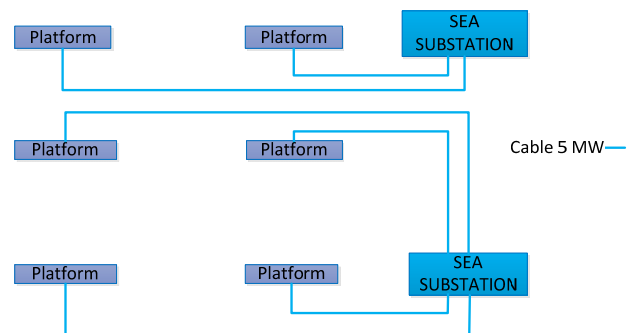 Platform
Platform
SEA
SUBSTATION
Platform
Platform
Cable 5 MW
Platform
Platform
SEA
SUBSTATION